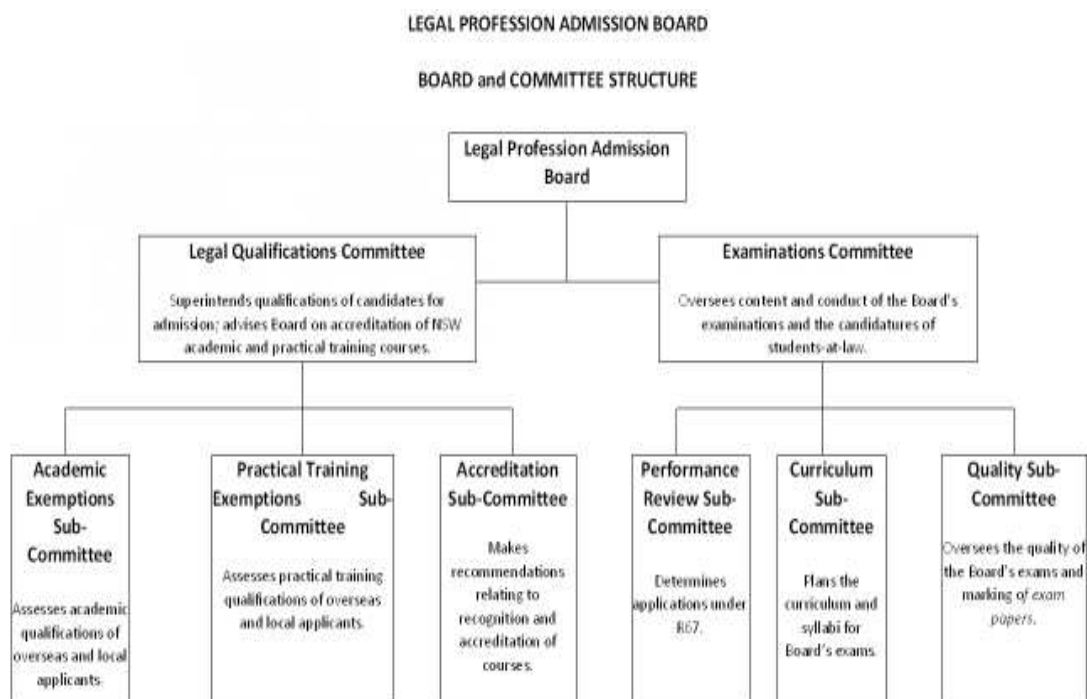 LEGAL PROFESSION ADMISSION BOARD
BOARD and COMMITTEE STRUCTURE
Legal Profession Admission
Board
Legal Qualifications Committee
Superintends qualifications of candidates for
admission; advises Board on accreditation of NSW
academic and practical training courses.
Examinations Committee
Oversees content and conduct of the Board's
examinations and the candidatures of
students-at-law.
Academic
Exemptions
Sub-
Committee
Assesses academic
qualifications of
overseas and local
applicants.
Practical Training
Exemptions Sub-
Committee
Assesses practical training
qualifications of overseas
and local applicants.
Accreditation
Sub-Committee
Makes
recommendations
relating to
recognition and
accreditation of
courses.
Performance
Review Sub-
Committee
Determines
applications under
R67.
Curriculum
Sub-
Committee
Plans the
curriculum and
syllabi for
Board's exams.
Quality Sub-
Committee
Oversees the quality of
the Board's exams and
marking of exam
papers.